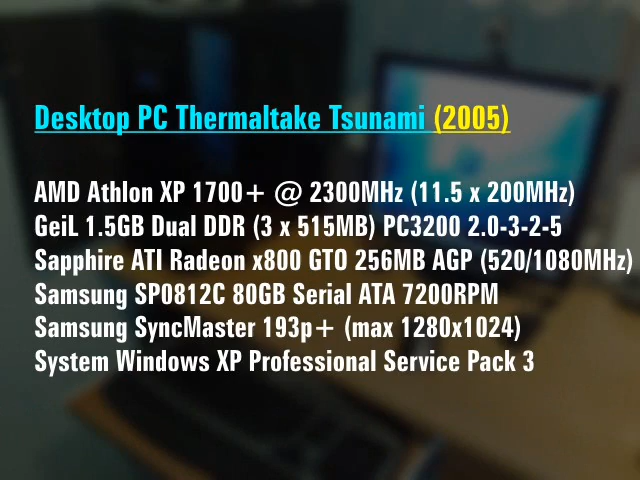 Desktop PC Thermaltake Tsunami (2005)
AMD Athlon XP 1700+ @ 2300MHz (11.5 x 200MHz)
GeiL 1.5GB Dual DDR (3 x 515MB) PC3200 2.0-3-2-5
Sapphire ATI Radeon x800 GTO 256MB AGP (520/1080MHz)
Samsung SP0812C 80GB Serial ATA 7200RPM
Samsung SyncMaster 193p+ (max 1280x1024)
System Windows XP Professional Service Pack 3